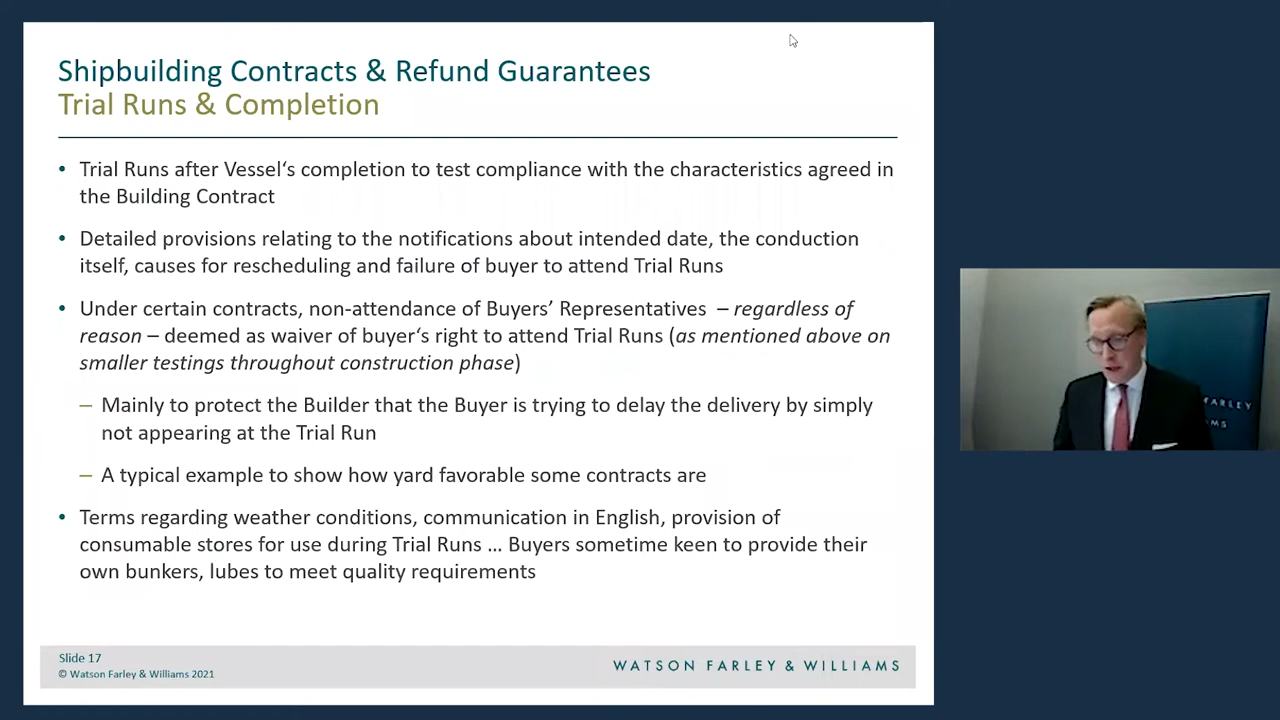 Shipbuilding Contracts & Refund Guarantees
Trial Runs & Completion
• Trial Runs after Vessel‘s completion to test compliance with the characteristics agreed in
the Building Contract
• Detailed provisions relating to the notifications about intended date, the conduction
itself, causes for rescheduling and failure of buyer to attend Trial Runs
• Under certain contracts, non-attendance of Buyers’ Representatives – regardless of
reason – deemed as waiver of buyer‘s right to attend Trial Runs (as mentioned above on
smaller testings throughout construction phase)
– Mainly to protect the Builder that the Buyer is trying to delay the delivery by simply
not appearing at the Trial Run
– A typical example to show how yard favorable some contracts are
• Terms regarding weather conditions, communication in English, provision of
consumable stores for use during Trial Runs … Buyers sometime keen to provide their
own bunkers, lubes to meet quality requirements
Slide 17
© Watson Farley & Williams 2021
WATSON FARLEY & WILLIAMS
FARLEY
AMS